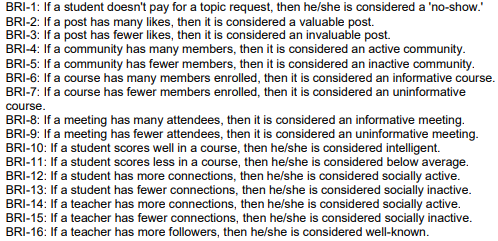 BRI-1: If a student doesn't pay for a topic request, then he/she is considered a 'no-show.'
BRI-2: If a post has many likes, then it is considered a valuable post.
BRI-3: If a post has fewer likes, then it is considered an invaluable post.
BRI-4: If a community has many members, then it is considered an active community.
BRI-5: If a community has fewer members, then it is considered an inactive community.
BRI-6: If a course has many members enrolled, then it is considered an informative course.
BRI-7: If a course has fewer members enrolled, then it is considered an uninformative
course.
BRI-8: If a meeting has many attendees, then it is considered an informative meeting.
BRI-9: If a meeting has fewer attendees, then it is considered an uninformative meeting.
BRI-10: If a student scores well in a course, then he/she is considered intelligent.
BRI-11: If a student scores less in a course, then he/she is considered below average.
BRI-12: If a student has more connections, then he/she is considered socially active.
BRI-13: If a student has fewer connections, then he/she is considered socially inactive.
BRI-14: If a teacher has more connections, then he/she is considered socially active.
BRI-15: If a teacher has fewer connections, then he/she is considered socially inactive.
BRI-16: If a teacher has more followers, then he/she is considered well-known.